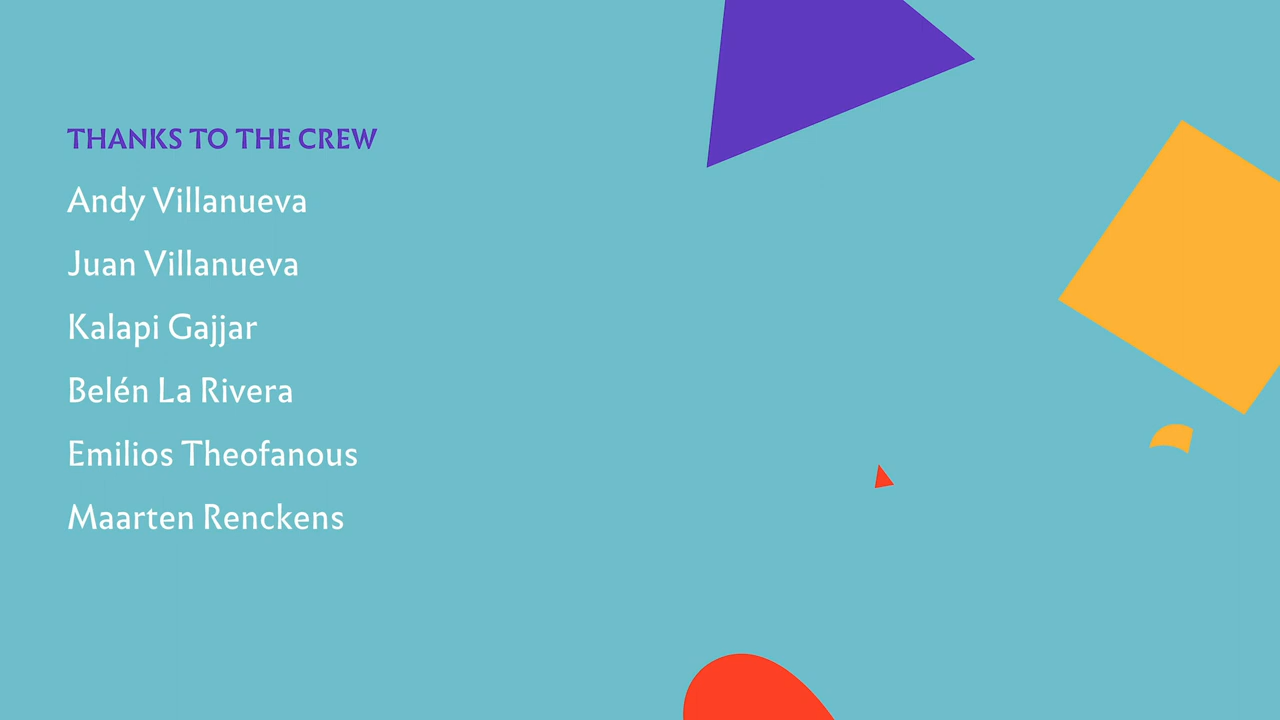 THANKS TO THE CREW
Andy Villanueva
Juan Villanueva
Kalapi Gajjar
Belén La Rivera
Emilios Theofanous
Maarten Renckens